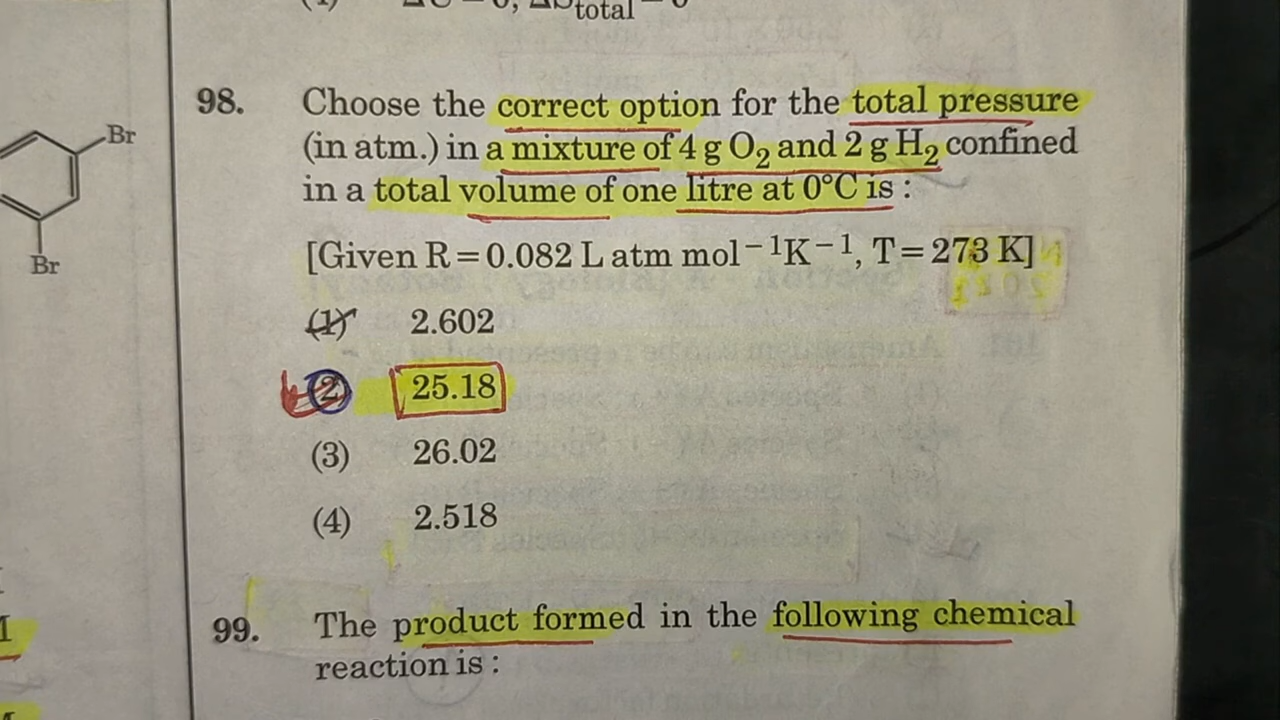 total
98. Choose the correct option for the total pressure
(in atm.) in a mixture of 4 g O₂ and 2 g H₂ confined
in a total volume of one litre at 0°C is :
[Given R = 0.082 L atm mol⁻¹K⁻¹, T = 273 K]
(1) 2.602
(2) 25.18
(3) 26.02
(4) 2.518
99. The product formed in the following chemical
reaction is :
Br
Br